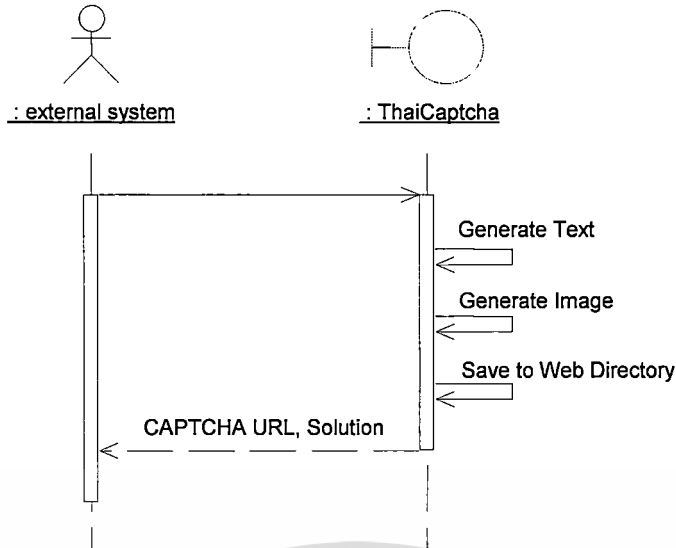 : external system
: ThaiCaptcha
Generate Text
Generate Image
Save to Web Directory
CAPTCHA URL, Solution